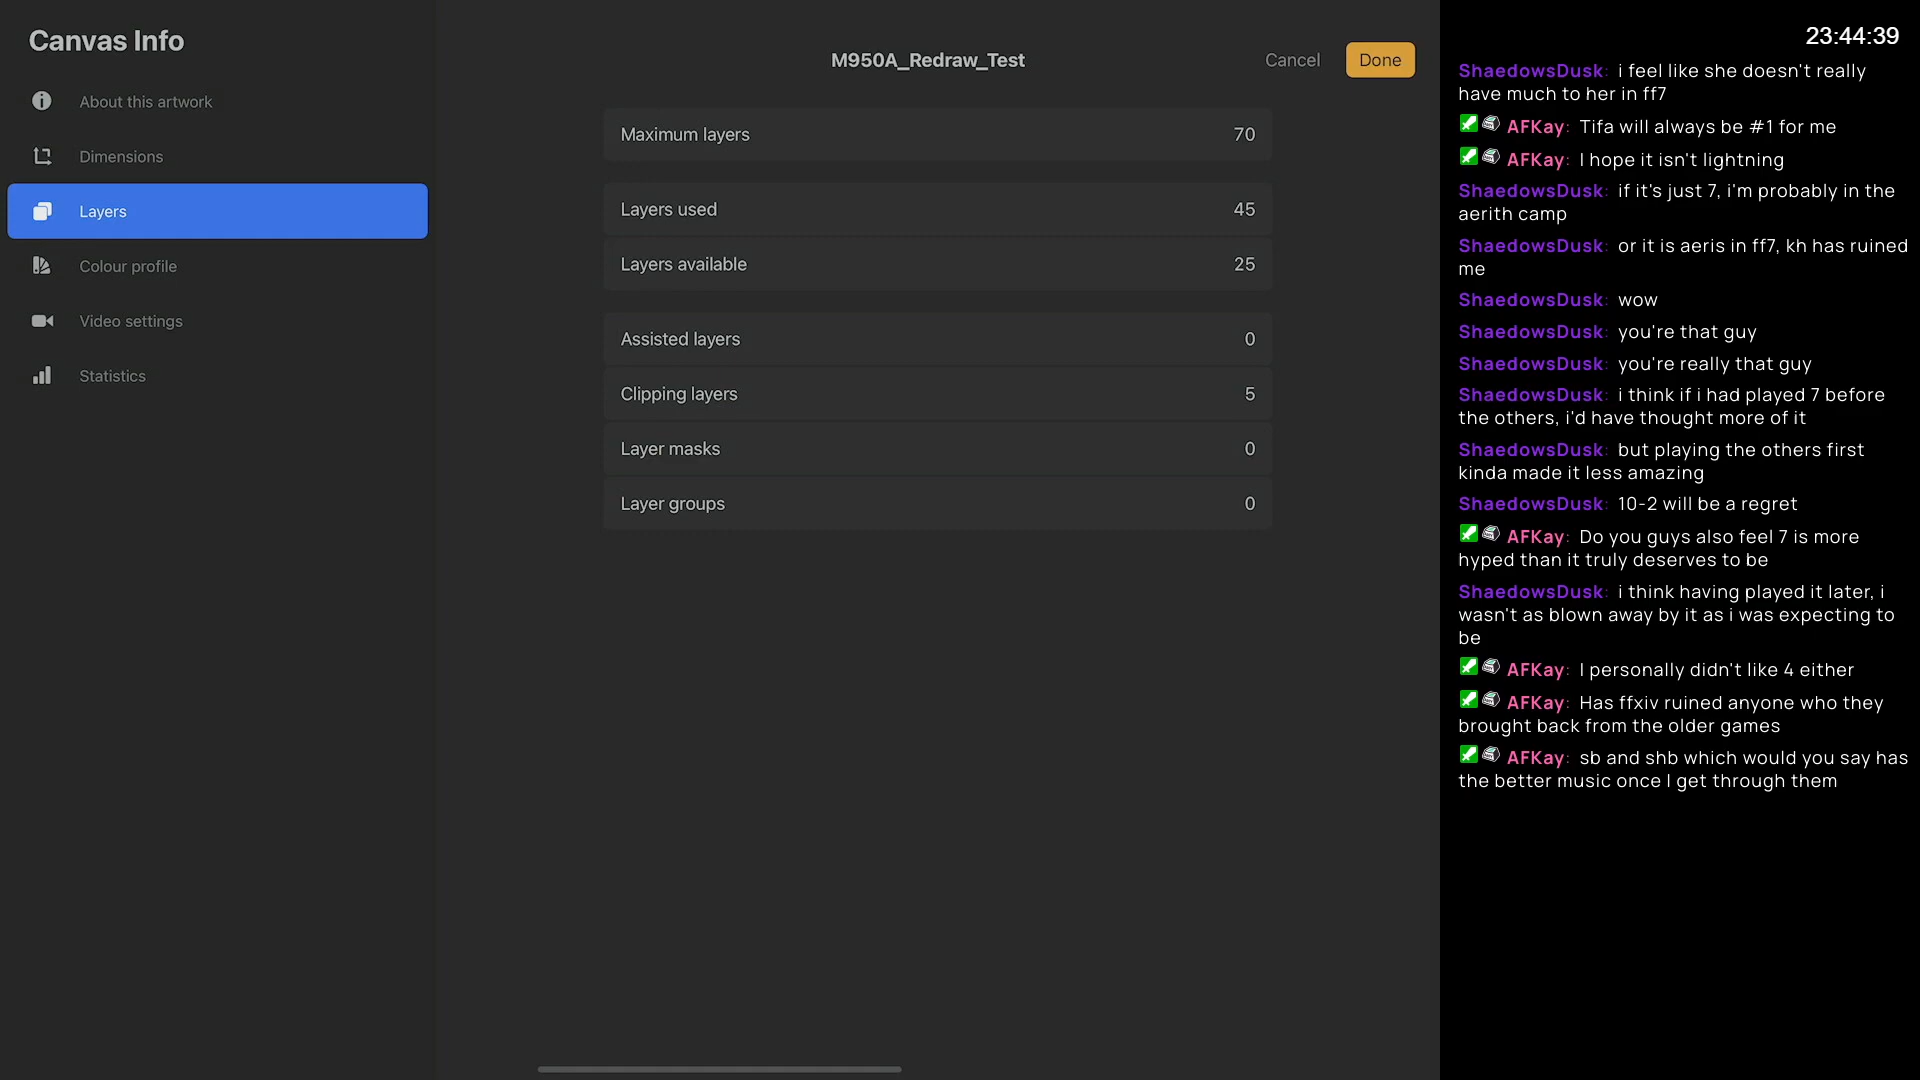 Canvas Info
About this artwork
Dimensions
Layers
Colour profile
Video settings
Statistics
M950A_Redraw_Test
Cancel
Done
Maximum layers 70
Layers used 45
Layers available 25
Assisted layers 0
Clipping layers 5
Layer masks 0
Layer groups 0
23:44:39
ShaedowsDusk: i feel like she doesn't really
have much to her in ff7
AFKay: Tifa will always be #1 for me
AFKay: I hope it isn't lightning
ShaedowsDusk: if it's just 7, i'm probably in the
aerith camp
ShaedowsDusk: or it is aeris in ff7, kh has ruined
me
ShaedowsDusk: wow
ShaedowsDusk: you're that guy
ShaedowsDusk: you're really that guy
ShaedowsDusk: i think if i had played 7 before
the others, i'd have thought more of it
ShaedowsDusk: but playing the others first
kinda made it less amazing
ShaedowsDusk: 10-2 will be a regret
AFKay: Do you guys also feel 7 is more
hyped than it truly deserves to be
ShaedowsDusk: i think having played it later, i
wasn't as blown away by it as i was expecting to
be
AFKay: I personally didn't like 4 either
AFKay: Has ffxiv ruined anyone who they
brought back from the older games
AFKay: sb and shb which would you say has
the better music once I get through them